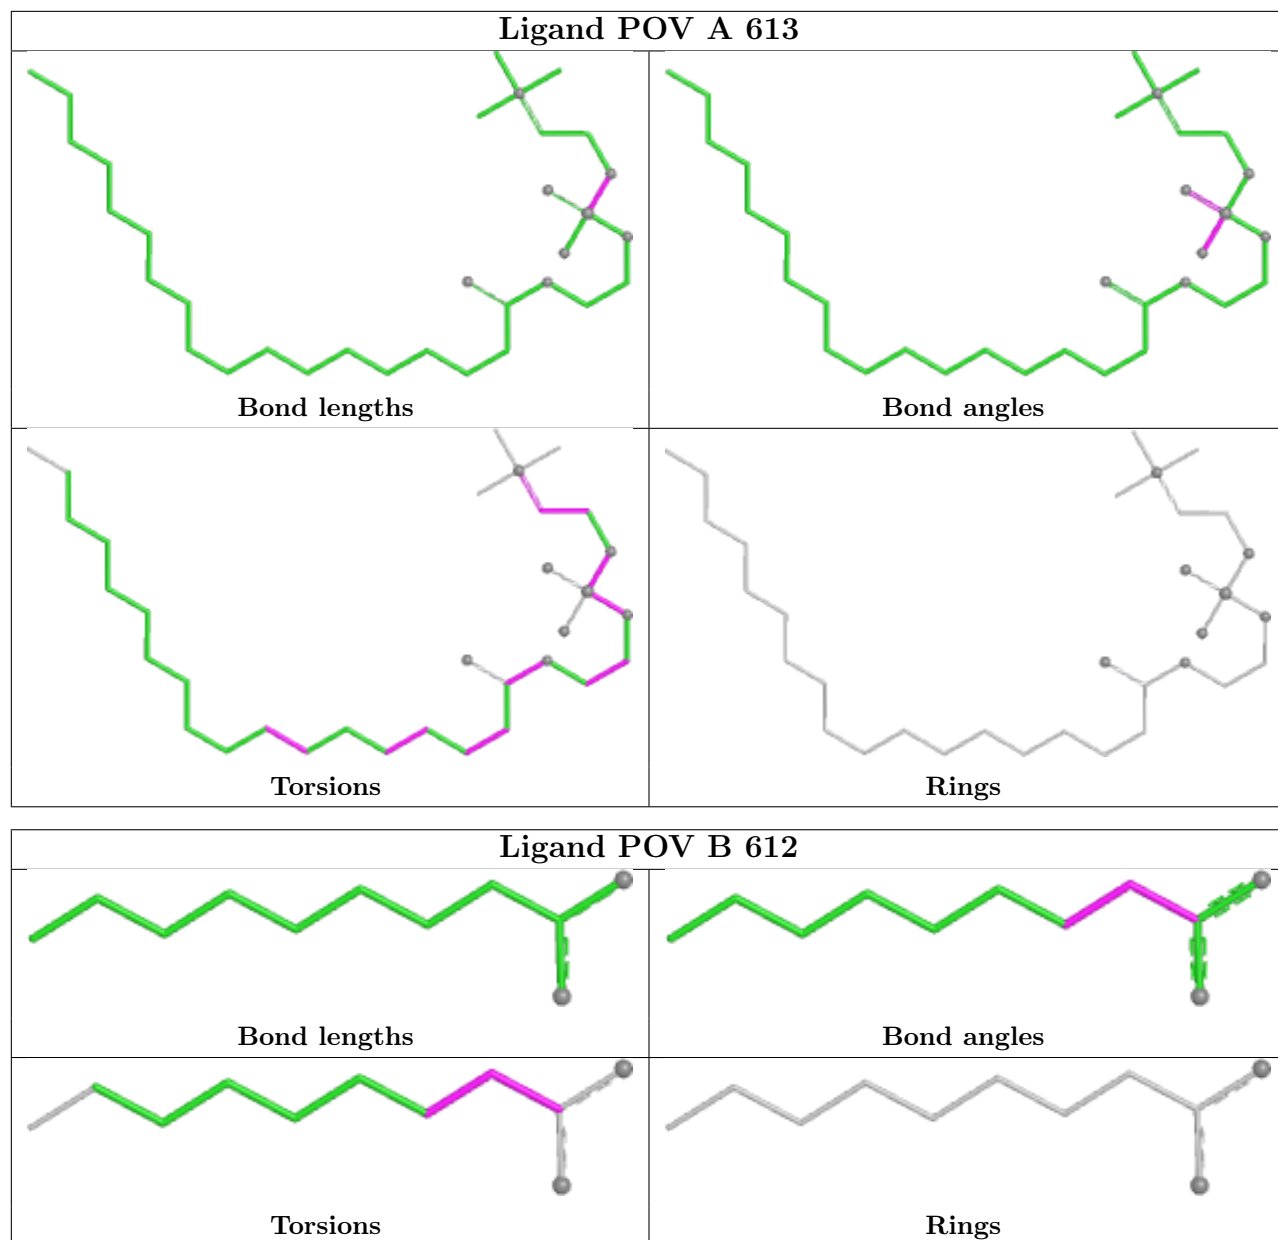 Ligand POV A 613
Bond lengths
Bond angles
Torsions
Rings
Ligand POV B 612
Bond lengths
Bond angles
Torsions
Rings